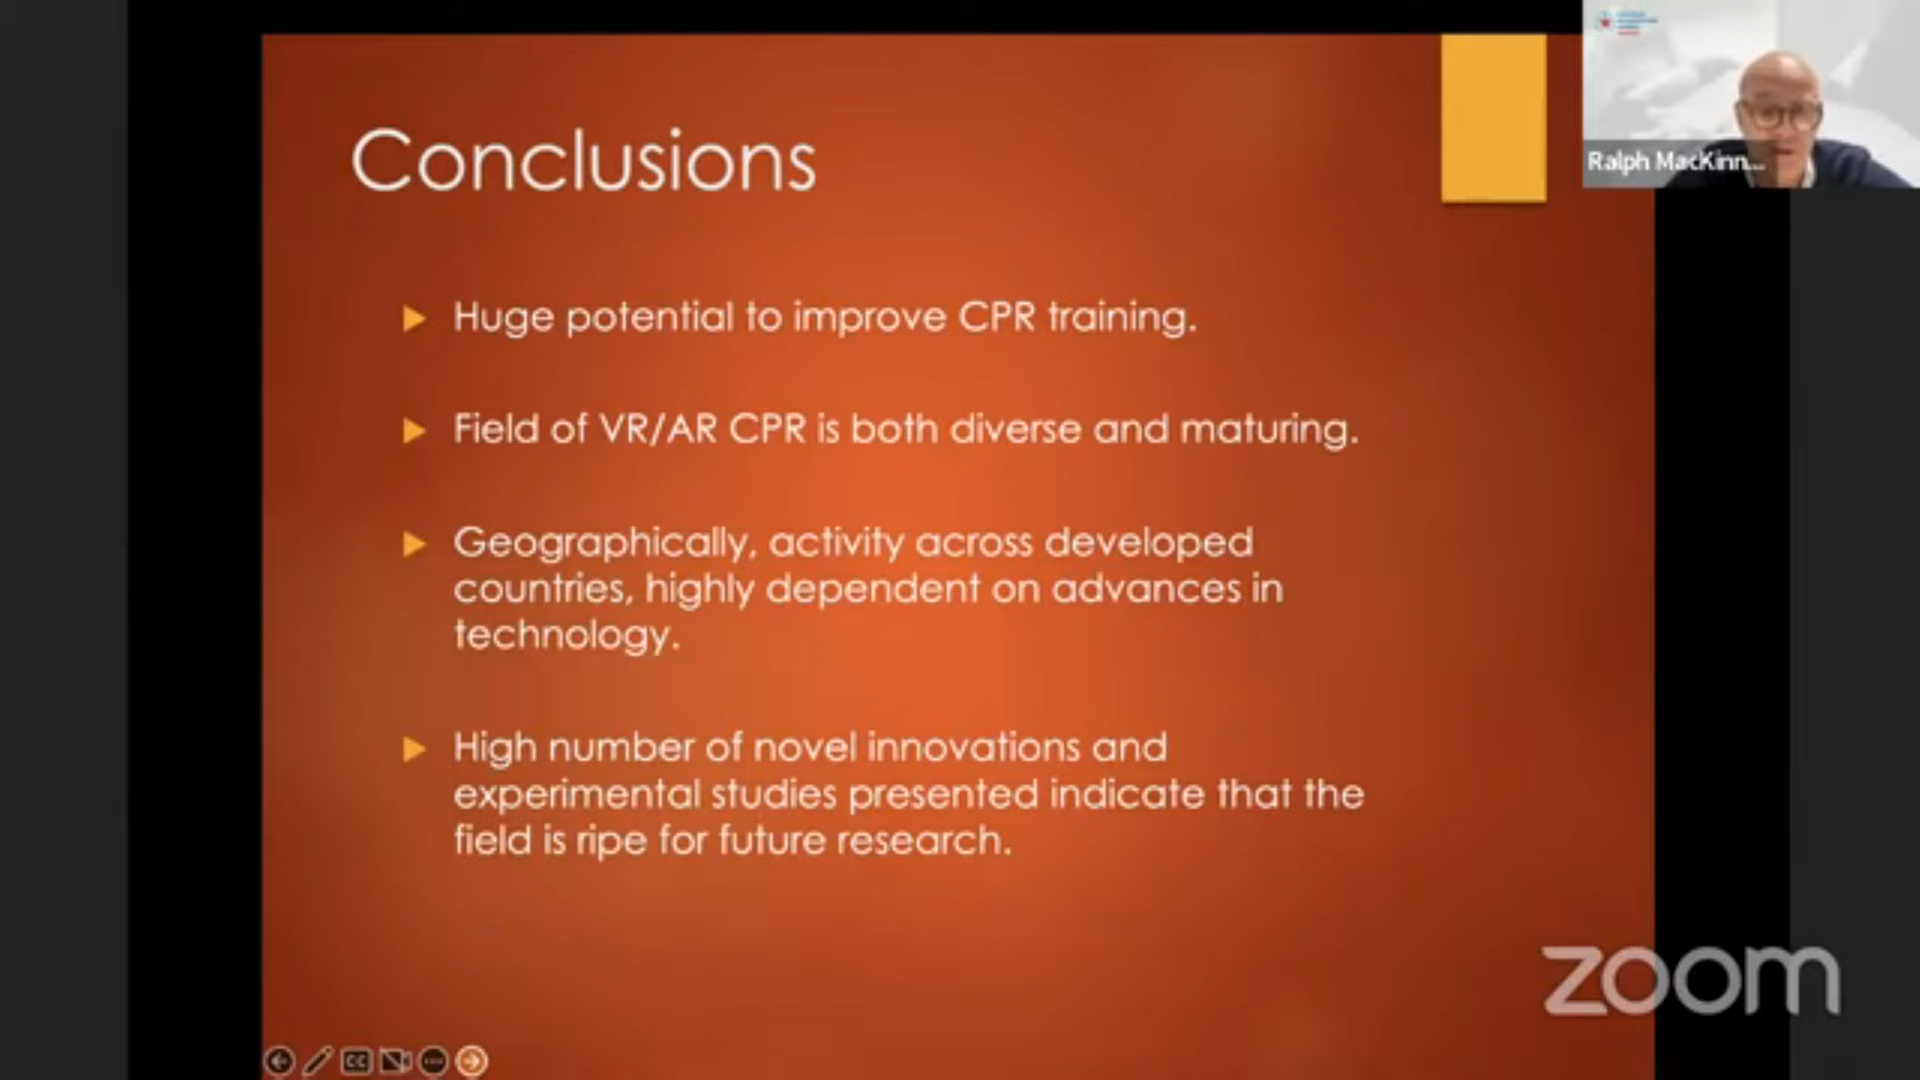 Conclusions
Huge potential to improve CPR training.
Field of VR/AR CPR is both diverse and maturing.
Geographically, activity across developed
countries, highly dependent on advances in
technology.
High number of novel innovations and
experimental studies presented indicate that the
field is ripe for future research.
Ralph MacKinn...
zoom
CC